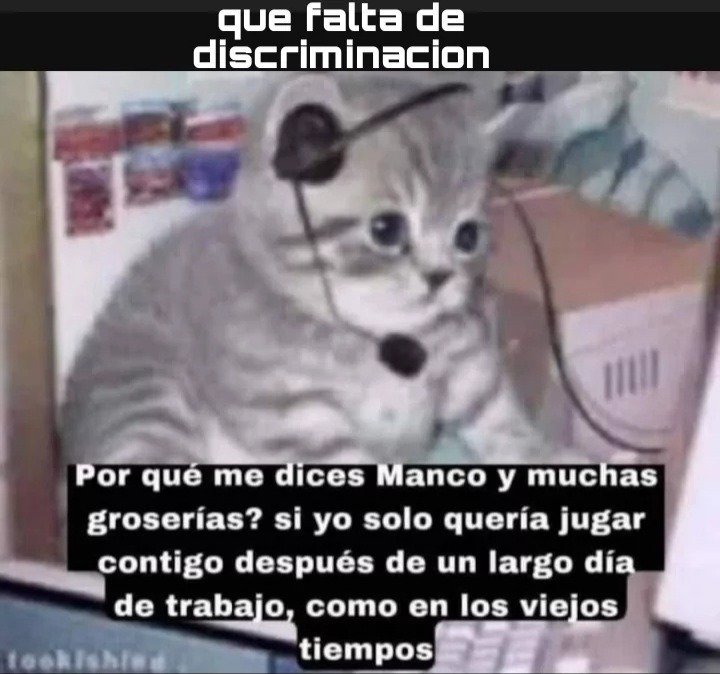 que falta de
discriminacion
Por qué me dices Manco y muchas
groserías? si yo solo quería jugar
contigo después de un largo día
de trabajo, como en los viejos
tiempos